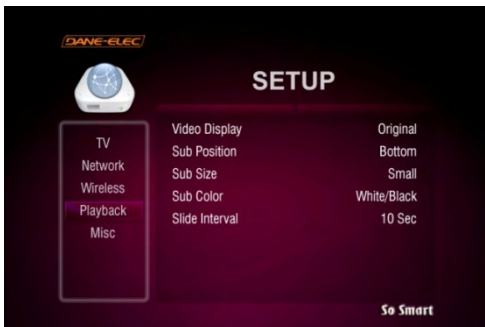 DANE-ELEC
SETUP
TV
Network
Wireless
Playback
Misc
Video Display Original
Sub Position Bottom
Sub Size Small
Sub Color White/Black
Slide Interval 10 Sec
So Smart